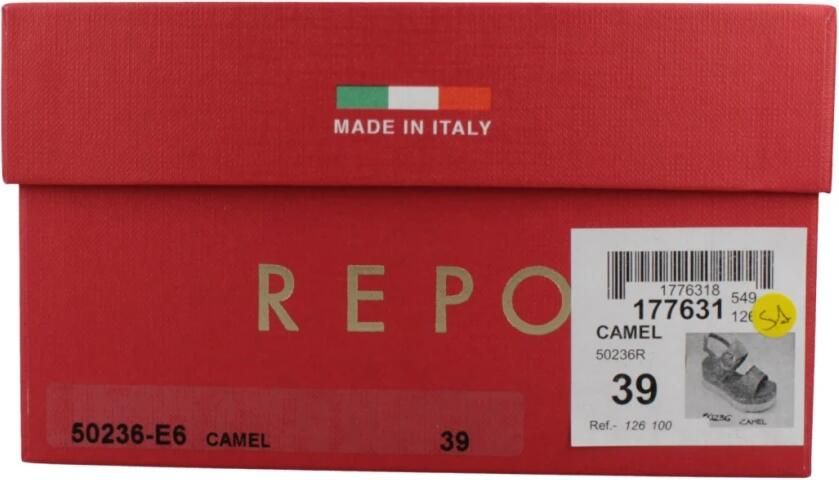 MADE IN ITALY
REPO
1776318
177631
549
126
CAMEL
50236R
39
Ref.- 126 100
50236 CAMEL
50236-E6 CAMEL 39